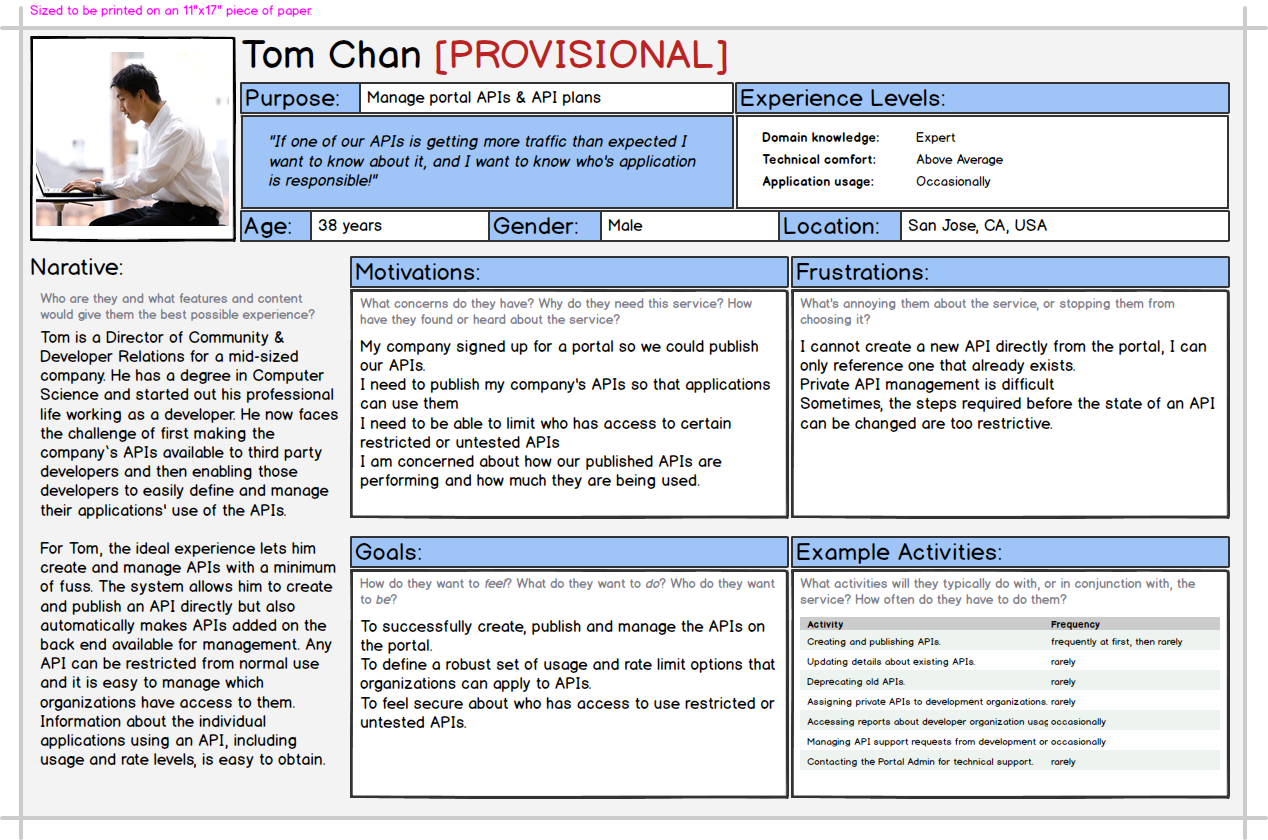 Sized to be printed on an 11"x17" piece of paper.
Tom Chan [PROVISIONAL]
Purpose: Manage portal APIs & API plans
"If one of our APIs is getting more traffic than expected I
want to know about it, and I want to know who's application
is responsible!"
Experience Levels:
Domain knowledge: Expert
Technical comfort: Above Average
Application usage: Occasionally
Age: 38 years Gender: Male Location: San Jose, CA, USA
Narative:
Who are they and what features and content
would give them the best possible experience?
Tom is a Director of Community &
Developer Relations for a mid-sized
company. He has a degree in Computer
Science and started out his professional
life working as a developer. He now faces
the challenge of first making the
company`s APIs available to third party
developers and then enabling those
developers to easily define and manage
their applications' use of the APIs.
For Tom, the ideal experience lets him
create and manage APIs with a minimum
of fuss. The system allows him to create
and publish an API directly but also
automatically makes APIs added on the
back end available for management. Any
API can be restricted from normal use
and it is easy to manage which
organizations have access to them.
Information about the individual
applications using an API, including
usage and rate levels, is easy to obtain.
Motivations:
What concerns do they have? Why do they need this service? How
have they found or heard about the service?
My company signed up for a portal so we could publish
our APIs.
I need to publish my company's APIs so that applications
can use them
I need to be able to limit who has access to certain
restricted or untested APIs
I am concerned about how our published APIs are
performing and how much they are being used.
Frustrations:
What's annoying them about the service, or stopping them from
choosing it?
I cannot create a new API directly from the portal, I can
only reference one that already exists.
Private API management is difficult
Sometimes, the steps required before the state of an API
can be changed are too restrictive.
Goals:
How do they want to feel? What do they want to do? Who do they want
to be?
To successfully create, publish and manage the APIs on
the portal.
To define a robust set of usage and rate limit options that
organizations can apply to APIs.
To feel secure about who has access to use restricted or
untested APIs.
Example Activities:
What activities will they typically do with, or in conjunction with, the
service? How often do they have to do them?
Activity Frequency
Creating and publishing APIs. frequently at first, then rarely
Updating details about existing APIs. rarely
Deprecating old APIs. rarely
Assigning private APIs to development organizations. rarely
Accessing reports about developer organization usag occasionally
Managing API support requests from development or occasionally
Contacting the Portal Admin for technical support. rarely